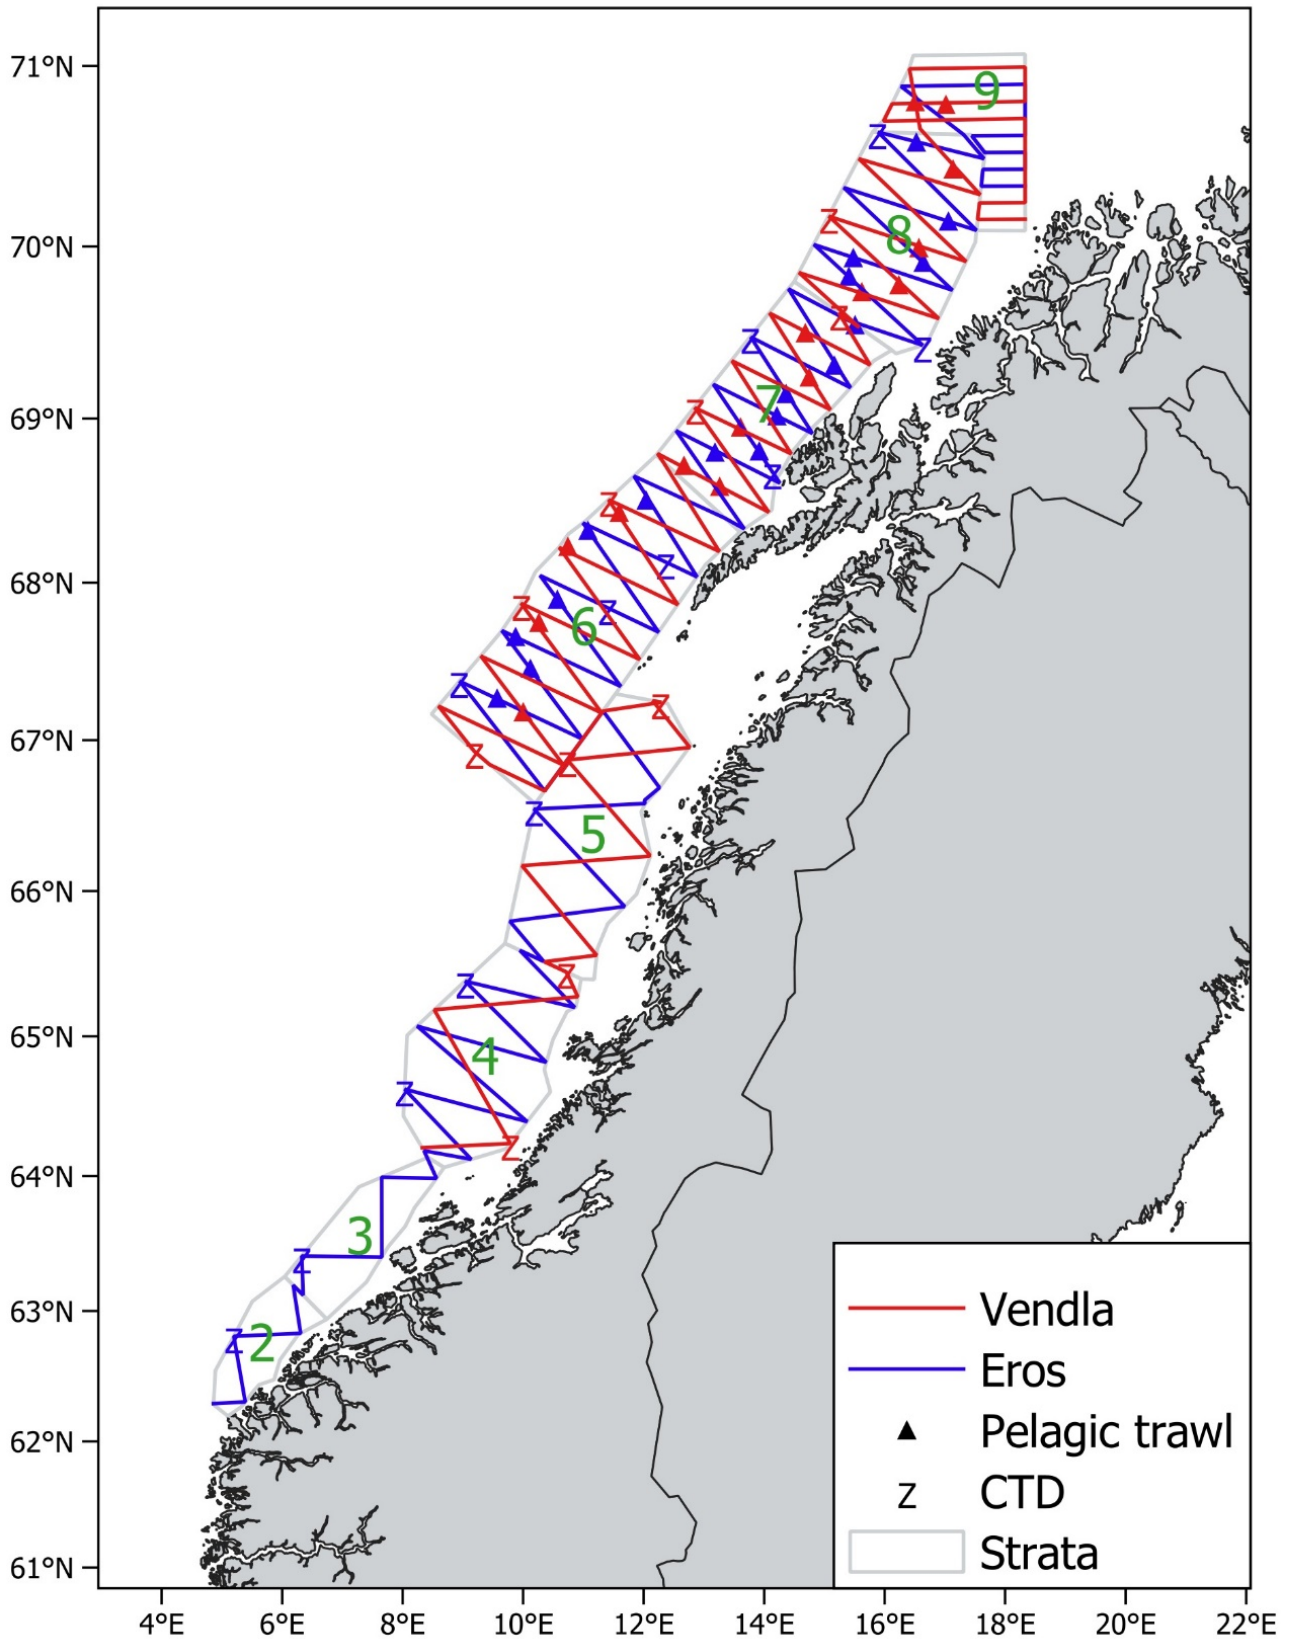 71°N
9
Z
8
Z
70°N
Z
Z
Z
7
69°N
Z
Z
Z
Z
68°N
Z
Z
6
Z
Z
67°N
Z
Z
Z
5
66°N
Z
Z
65°N
4
Z
Z
64°N
3
Z
63°N
Z
2
62°N
61°N
Vendla
Eros
Pelagic trawl
Z CTD
Strata
4°E 6°E 8°E 10°E 12°E 14°E 16°E 18°E 20°E 22°E